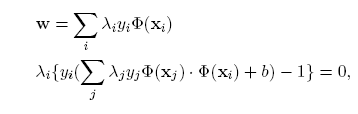 w = ∑_i λ_i y_i Φ(x_i)
λ_i{y_i(∑_j λ_j y_j Φ(x_j) · Φ(x_i) + b) − 1} = 0,